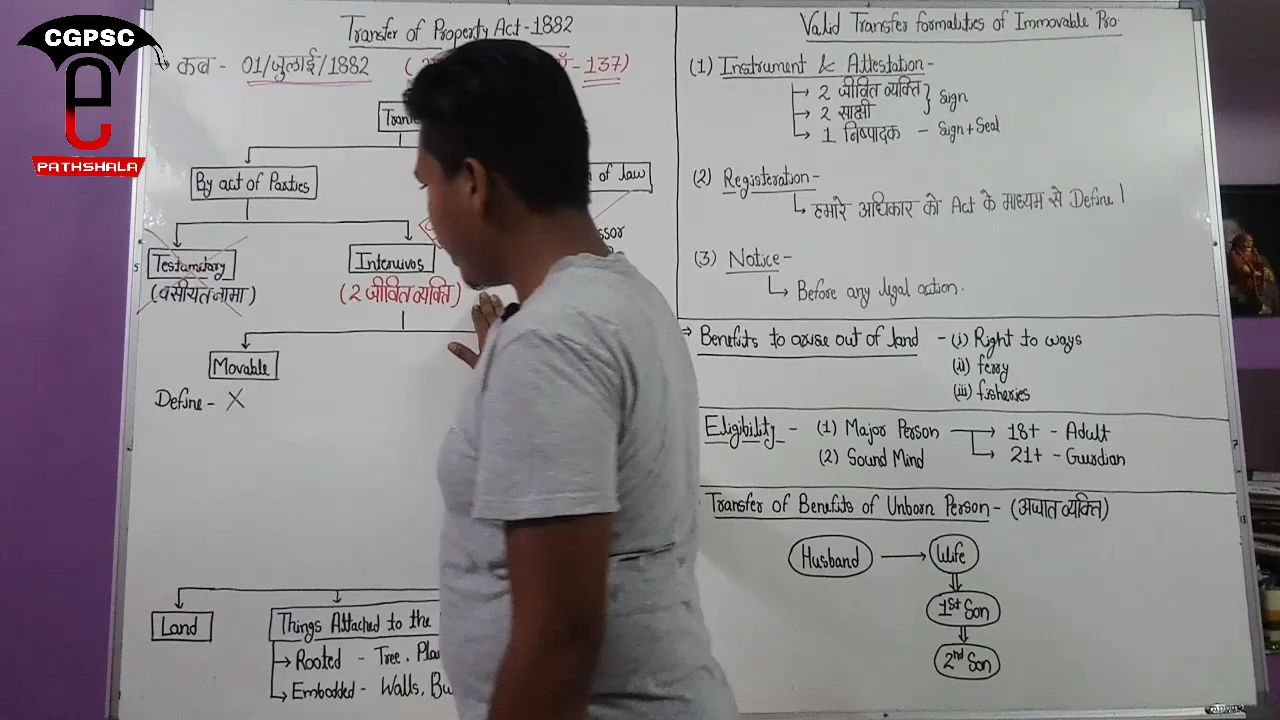 CGPSC
e
PATHSHALA
Transfer of Property Act-1882
कब - 01/जुलाई/1882
- 137)
By act of Parties
of law
Testamentory
(वसीयतनामा)
Intervivos
(2 जीवित व्यक्ति)
Movable
Define - X
Land
Things Attached to the
Rooted - Tree,
Embedded - Walls,
Valid Transfer formalities of Immovable Pro.
(1) Instrument & Attestation-
2 जीवित व्यक्ति } Sign
2 साक्षी
1 निष्पादक - Sign + Seal
(2) Registeration-
हमारे अधिकार को Act के माध्यम से Define |
(3) Notice-
Before any legal action.
Benefits to arise out of land - (i) Right to ways
(ii) ferry
(iii) fisheries
Eligibility - (1) Major Person 18+ - Adult
(2) Sound Mind 21+ - Gurdian
Transfer of Benefits of Unborn Person - (अजात व्यक्ति)
Husband Wife
1st Son
2nd Son